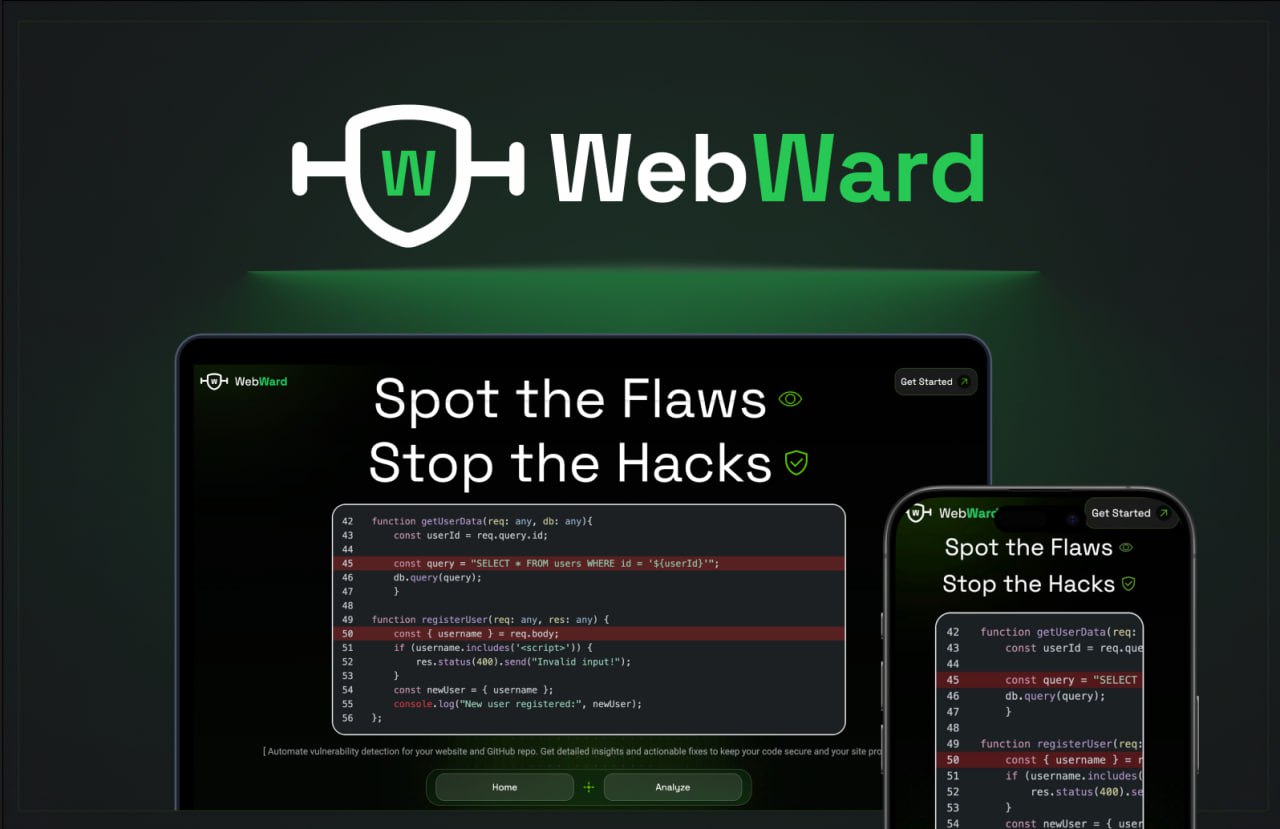 W WebWard
W WebWard
Get Started
Spot the Flaws
Stop the Hacks
42 function getUserData(req: any, db: any){
43 const userId = req.query.id;
44
45 const query = "SELECT * FROM users WHERE id = '${userId}'";
46 db.query(query);
47 }
48
49 function registerUser(req: any, res: any) {
50 const { username } = req.body;
51 if (username.includes('<script>')) {
52 res.status(400).send("Invalid input!");
53 }
54 const newUser = { username };
55 console.log("New user registered:", newUser);
56 };
[ Automate vulnerability detection for your website and GitHub repo. Get detailed insights and actionable fixes to keep your code secure and your site pro
Home
Analyze
W WebWard
Get Started
Spot the Flaws
Stop the Hacks
42 function getUserData(req:
43 const userId = req.que
44
45 const query = "SELECT
46 db.query(query);
47 }
48
49 function registerUser(req:
50 const { username } = r
51 if (username.includes(
52 res.status(400).se
53 }
54 const newUser = { user